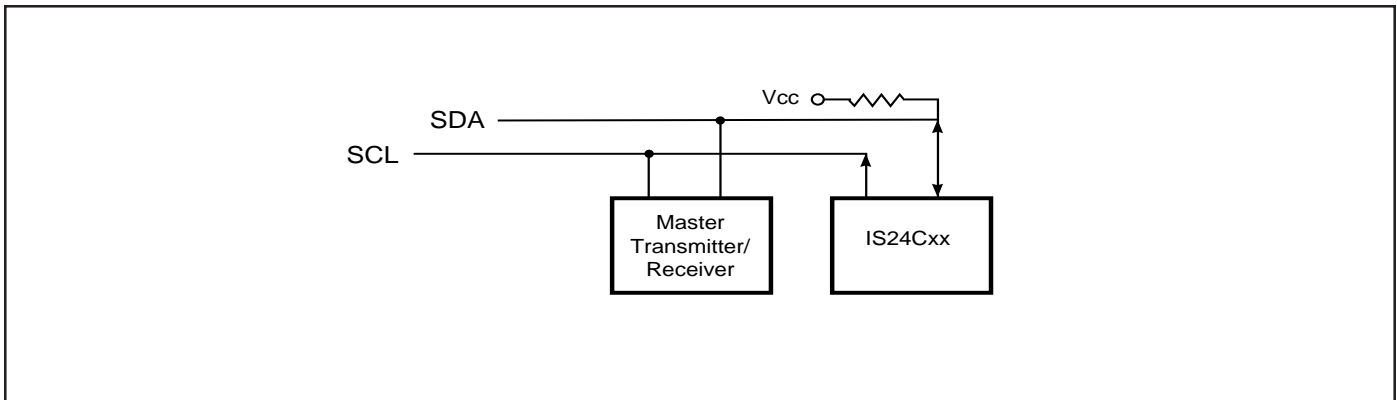 Vcc
SDA
SCL
Master
Transmitter/
Receiver
IS24Cxx